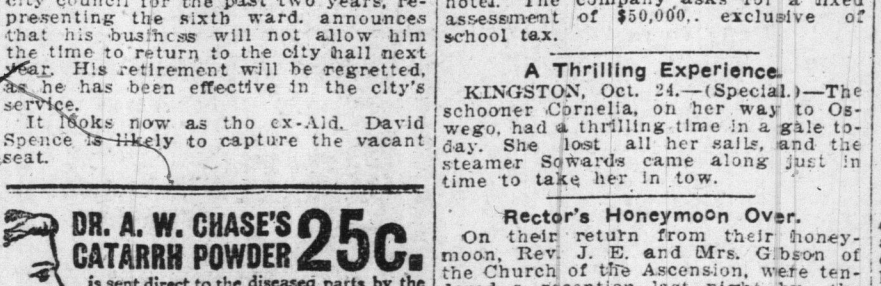 city council for the past two years, re-
presenting the sixth ward. announces
that his business will not allow him
the time to return to the city hall next
year. His retirement will be regretted,
as he has been effective in the city's
service.
It looks now as tho ex-Ald. David
Spence is likely to capture the vacant
seat.
DR. A. W. CHASE'S
CATARRH POWDER 25c.
is sent direct to the diseased parts by the
hotel. The company asks for a fixed
assessment of $50,000,. exclusive of
school tax.
A Thrilling Experience.
KINGSTON, Oct. 24.—(Special.)—The
schooner Cornelia, on her way to Os-
wego, had a thrilling time in a gale to-
day. She lost all her sails, and the
steamer Sowards came along just in
time to take her in tow.
Rector's Honeymoon Over.
On their return from their honey-
moon, Rev. J. E. and Mrs. Gibson of
the Church of the Ascension, were ten-